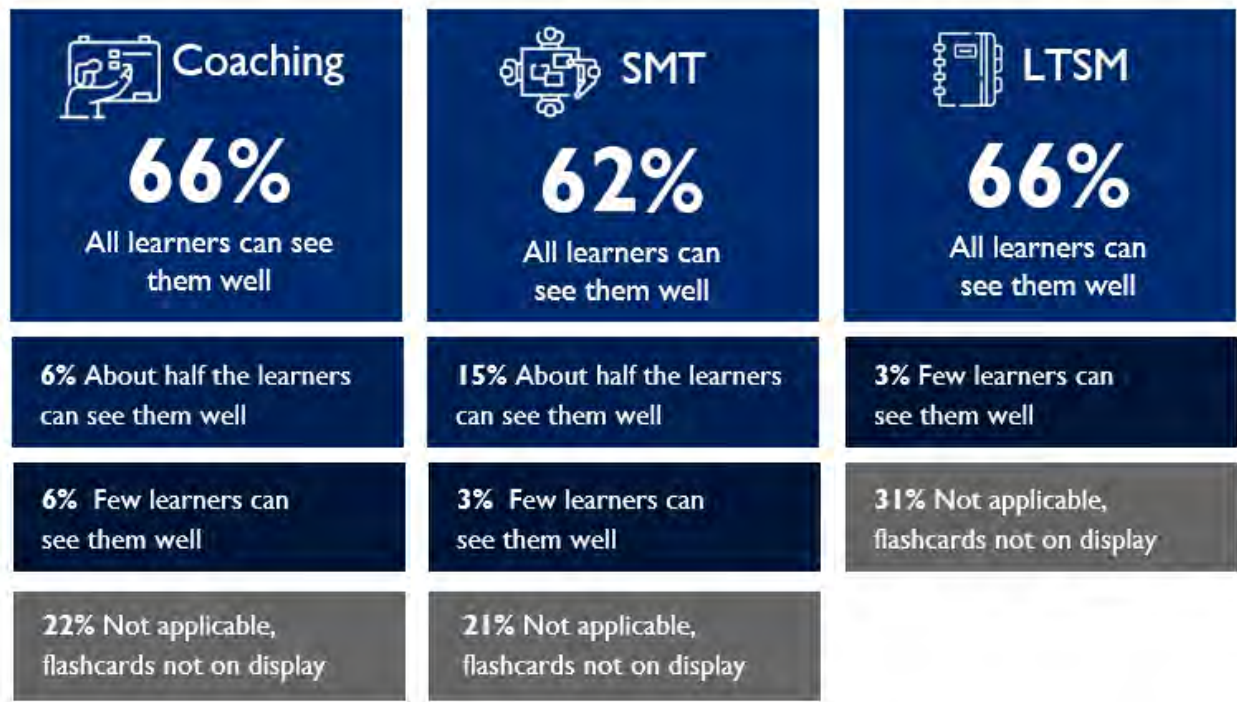 Coaching
66%
All learners can see
them well
6% About half the learners
can see them well
6% Few learners can
see them well
22% Not applicable,
flashcards not on display
SMT
62%
All learners can
see them well
15% About half the learners
can see them well
3% Few learners can
see them well
21% Not applicable,
flashcards not on display
LTSM
66%
All learners can
see them well
3% Few learners can
see them well
31% Not applicable,
flashcards not on display